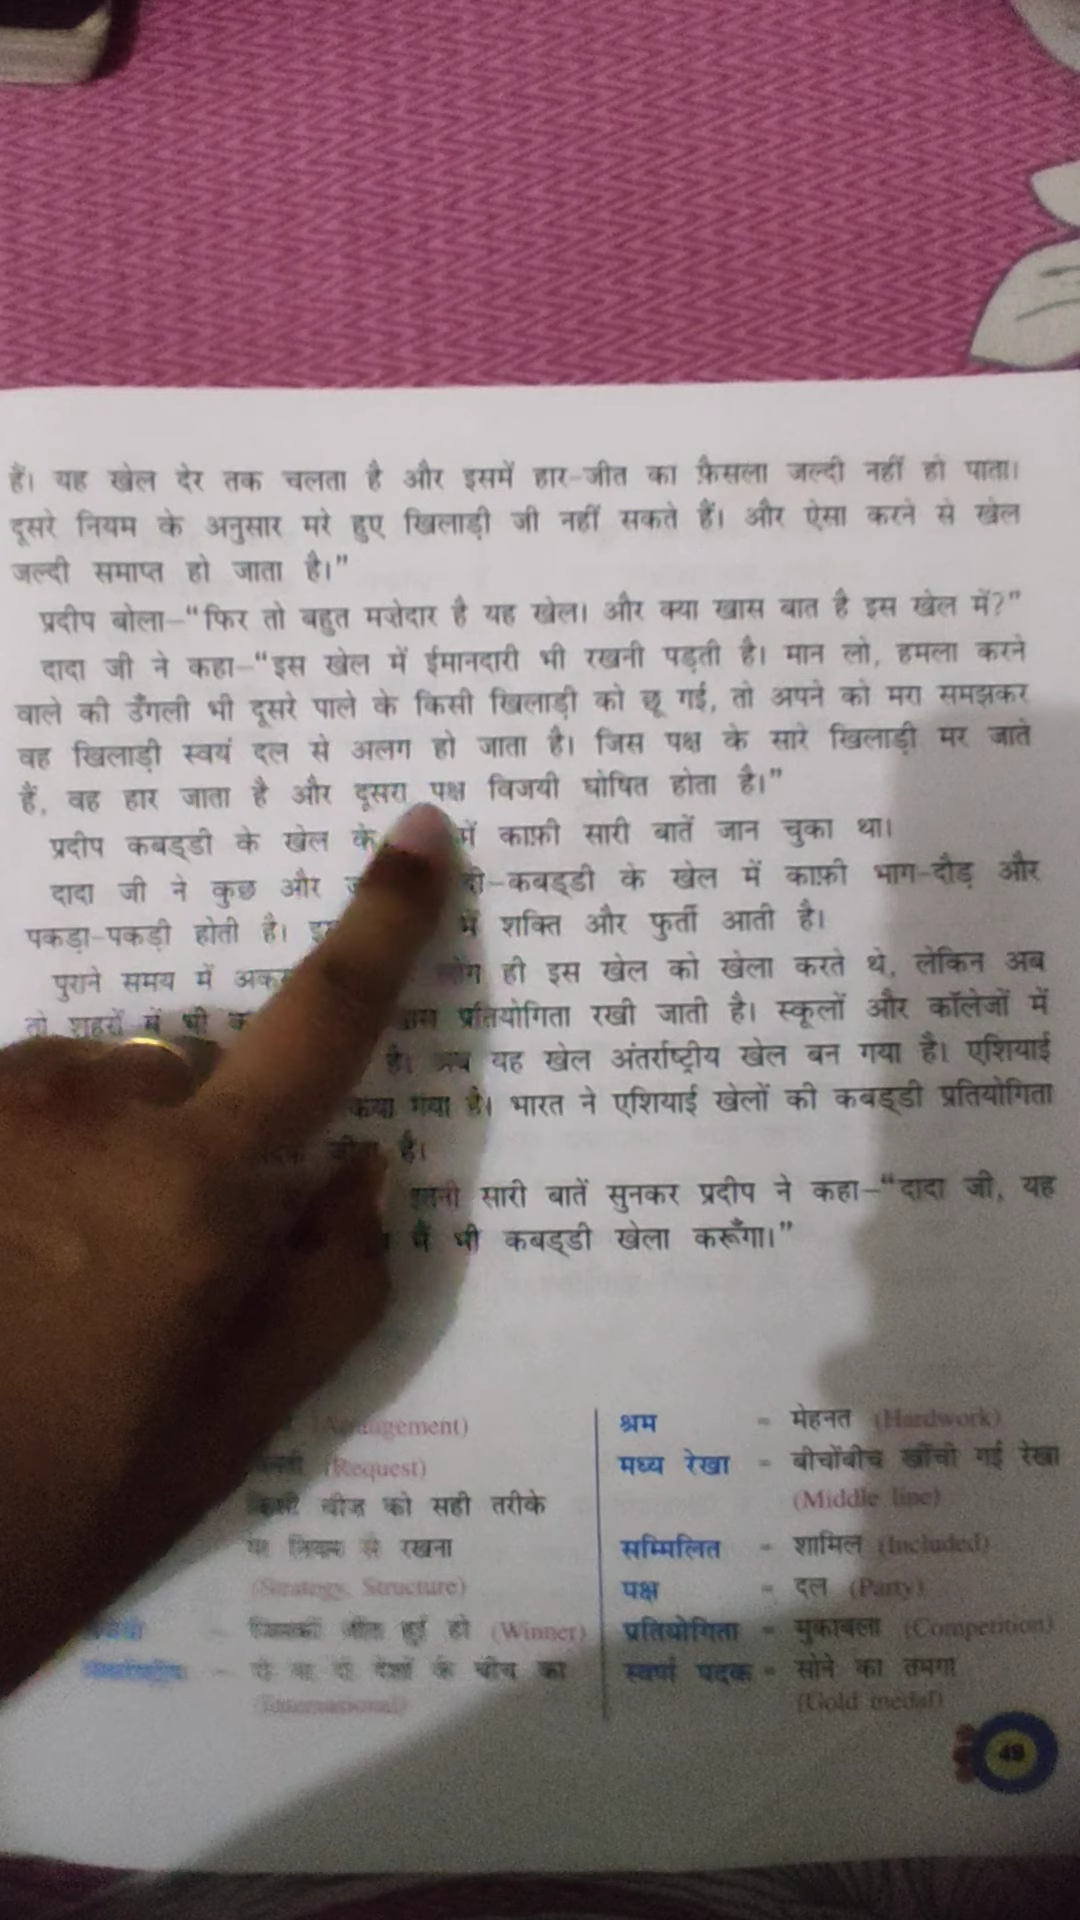 हैं। यह खेल देर तक चलता है और इसमें हार-जीत का फ़ैसला जल्दी नहीं हो पाता।
दूसरे नियम के अनुसार मरे हुए खिलाड़ी जी नहीं सकते हैं। और ऐसा करने से खेल
जल्दी समाप्त हो जाता है।”
प्रदीप बोला-“फिर तो बहुत मज़ेदार है यह खेल। और क्या खास बात है इस खेल में?”
दादा जी ने कहा-“इस खेल में ईमानदारी भी रखनी पड़ती है। मान लो, हमला करने
वाले की उँगली भी दूसरे पाले के किसी खिलाड़ी को छू गई, तो अपने को मरा समझकर
वह खिलाड़ी स्वयं दल से अलग हो जाता है। जिस पक्ष के सारे खिलाड़ी मर जाते
हैं, वह हार जाता है और दूसरा पक्ष विजयी घोषित होता है।”
प्रदीप कबड्डी के खेल के में काफ़ी सारी बातें जान चुका था।
दादा जी ने कुछ और कबड्डी के खेल में काफ़ी भाग-दौड़ और
पकड़ा-पकड़ी होती है। में शक्ति और फुर्ती आती है।
पुराने समय में लोग ही इस खेल को खेला करते थे, लेकिन अब
तो शहरों में भी प्रतियोगिता रखी जाती है। स्कूलों और कॉलेजों में
है। अब यह खेल अंतर्राष्ट्रीय खेल बन गया है। एशियाई
किया गया है। भारत ने एशियाई खेलों की कबड्डी प्रतियोगिता
है।
इतनी सारी बातें सुनकर प्रदीप ने कहा-“दादा जी, यह
मैं भी कबड्डी खेला करूँगा।”
(Arrangement)
(Request)
किसी चीज़ को सही तरीके
या नियम से रखना
(Strategy, Structure)
जिसकी जीत हुई हो (Winner)
दो या दो देशों के बीच का
(International)
श्रम = मेहनत (Hardwork)
मध्य रेखा = बीचोंबीच खींची गई रेखा
(Middle line)
सम्मिलित = शामिल (Included)
पक्ष = दल (Party)
प्रतियोगिता = मुकाबला (Competition)
स्वर्ण पदक = सोने का तमगा
(Gold medal)
49